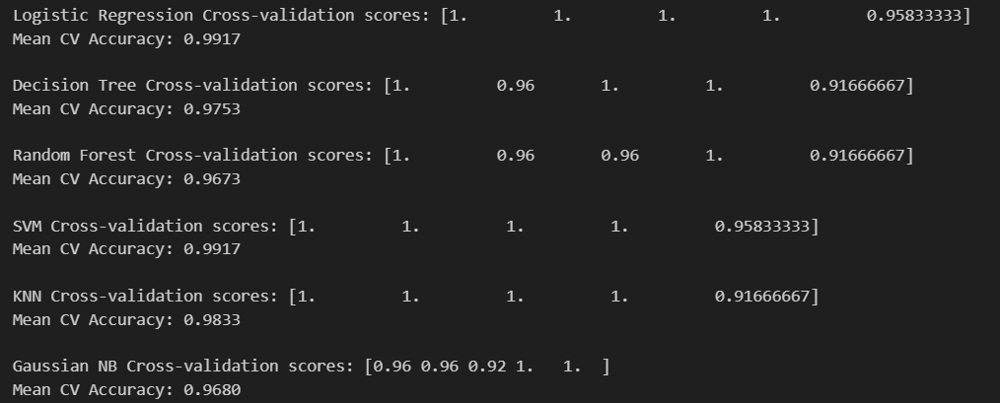 Logistic Regression Cross-validation scores: [1.         1.         1.         1.         0.95833333]
Mean CV Accuracy: 0.9917
Decision Tree Cross-validation scores: [1.         0.96       1.         1.         0.91666667]
Mean CV Accuracy: 0.9753
Random Forest Cross-validation scores: [1.         0.96       0.96       1.         0.91666667]
Mean CV Accuracy: 0.9673
SVM Cross-validation scores: [1.         1.         1.         1.         0.95833333]
Mean CV Accuracy: 0.9917
KNN Cross-validation scores: [1.         1.         1.         1.         0.91666667]
Mean CV Accuracy: 0.9833
Gaussian NB Cross-validation scores: [0.96 0.96 0.92 1.   1.  ]
Mean CV Accuracy: 0.9680